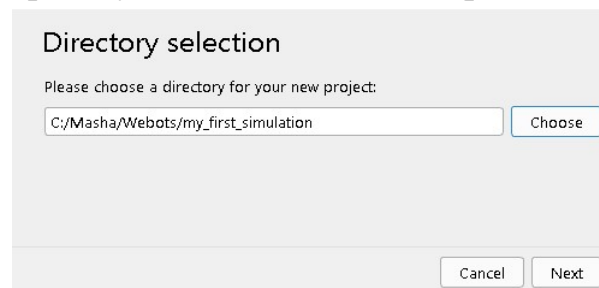 Directory selection
Please choose a directory for your new project:
C:/Masha/Webots/my_first_simulation
Choose
Cancel
Next